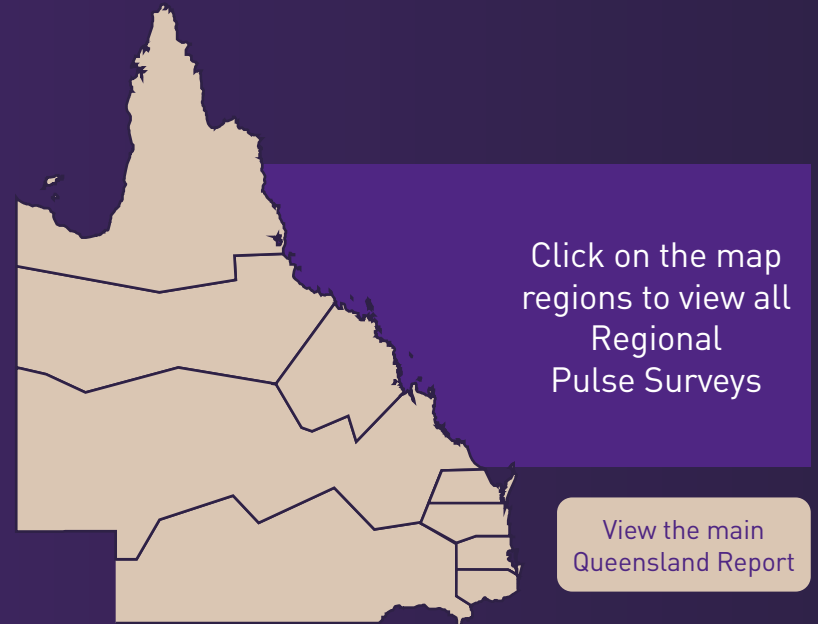 Click on the map
regions to view all
Regional
Pulse Surveys
View the main
Queensland Report